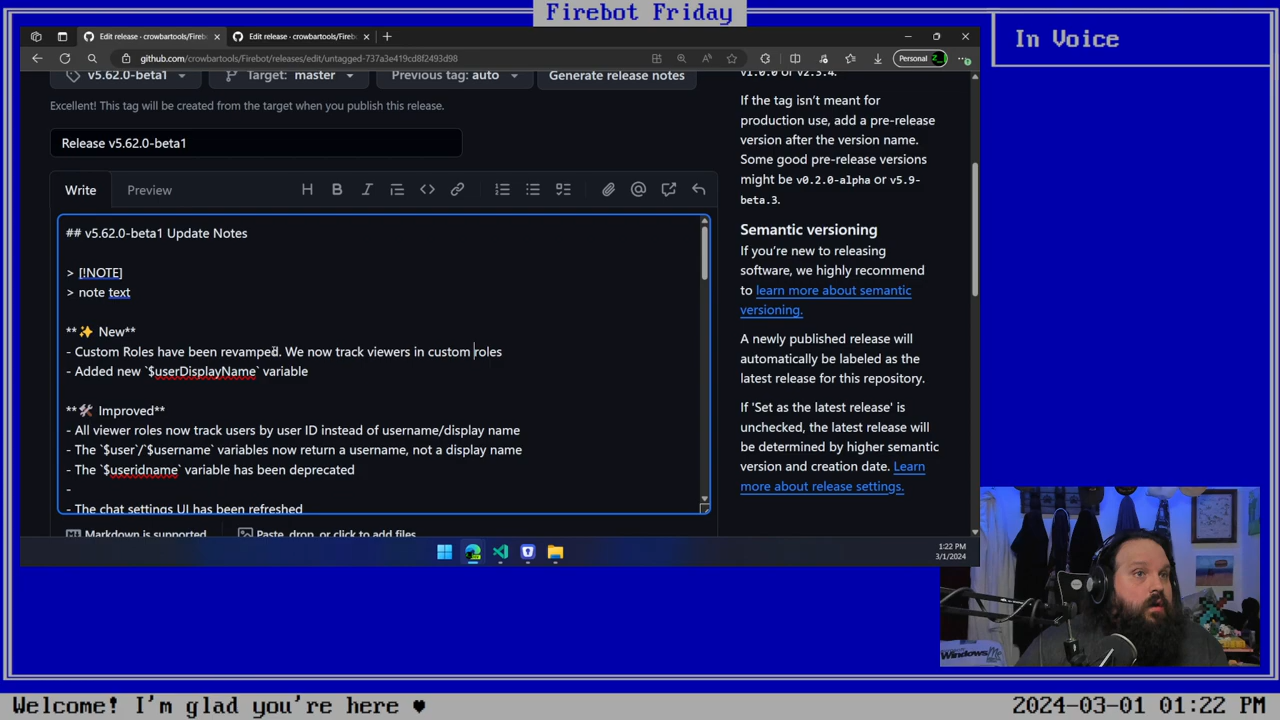 Firebot Friday
In Voice
Edit release - crowbartools/Fireb
Edit release - crowbartools/Fireb
github.com/crowbartools/Firebot/releases/edit/untagged-737a3e419cd8f2493d98
Personal
v5.62.0-beta1
Target: master
Previous tag: auto
Generate release notes
Excellent! This tag will be created from the target when you publish this release.
Release v5.62.0-beta1
Write
Preview
## v5.62.0-beta1 Update Notes
> [!NOTE]
> note text
**✨ New**
- Custom Roles have been revamped. We now track viewers in custom roles
- Added new `$userDisplayName` variable
**🛠️ Improved**
- All viewer roles now track users by user ID instead of username/display name
- The `$user`/`$username` variables now return a username, not a display name
- The `$useridname` variable has been deprecated
-
- The chat settings UI has been refreshed
Markdown is supported
Paste, drop, or click to add files
v1.0.0 or v2.3.4.
If the tag isn't meant for
production use, add a pre-release
version after the version name.
Some good pre-release versions
might be v0.2.0-alpha or v5.9-
beta.3.
Semantic versioning
If you're new to releasing
software, we highly recommend
to learn more about semantic
versioning.
A newly published release will
automatically be labeled as the
latest release for this repository.
If 'Set as the latest release' is
unchecked, the latest release will
be determined by higher semantic
version and creation date. Learn
more about release settings.
1:22 PM
3/1/2024
Windows Me
Welcome! I'm glad you're here ♥
2024-03-01 01:22 PM